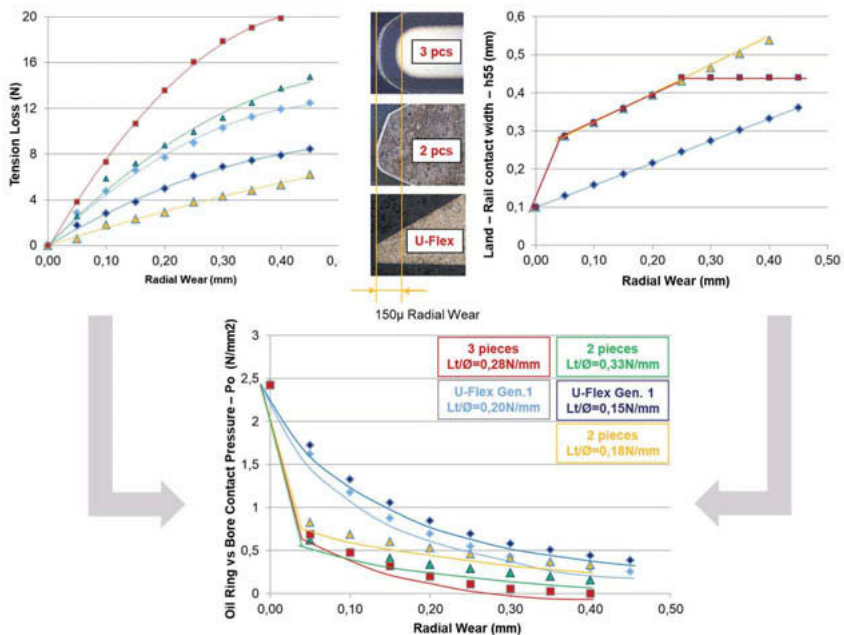 Tension Loss (N)
20
16
12
8
4
0
0,00 0,10 0,20 0,30 0,40
Radial Wear (mm)
3 pcs
2 pcs
U-Flex
150µ Radial Wear
Land – Rail contact width – h55 (mm)
0,6
0,5
0,4
0,3
0,2
0,1
0
0,00 0,10 0,20 0,30 0,40 0,50
Radial Wear (mm)
Oil Ring vs Bore Contact Pressure – Po (N/mm2)
3
2,5
2
1,5
1
0,5
0
0,00 0,10 0,20 0,30 0,40 0,50
Radial Wear (mm)
3 pieces
Lt/Ø=0,28N/mm
2 pieces
Lt/Ø=0,33N/mm
U-Flex Gen.1
Lt/Ø=0,20N/mm
U-Flex Gen. 1
Lt/Ø=0,15N/mm
2 pieces
Lt/Ø=0,18N/mm